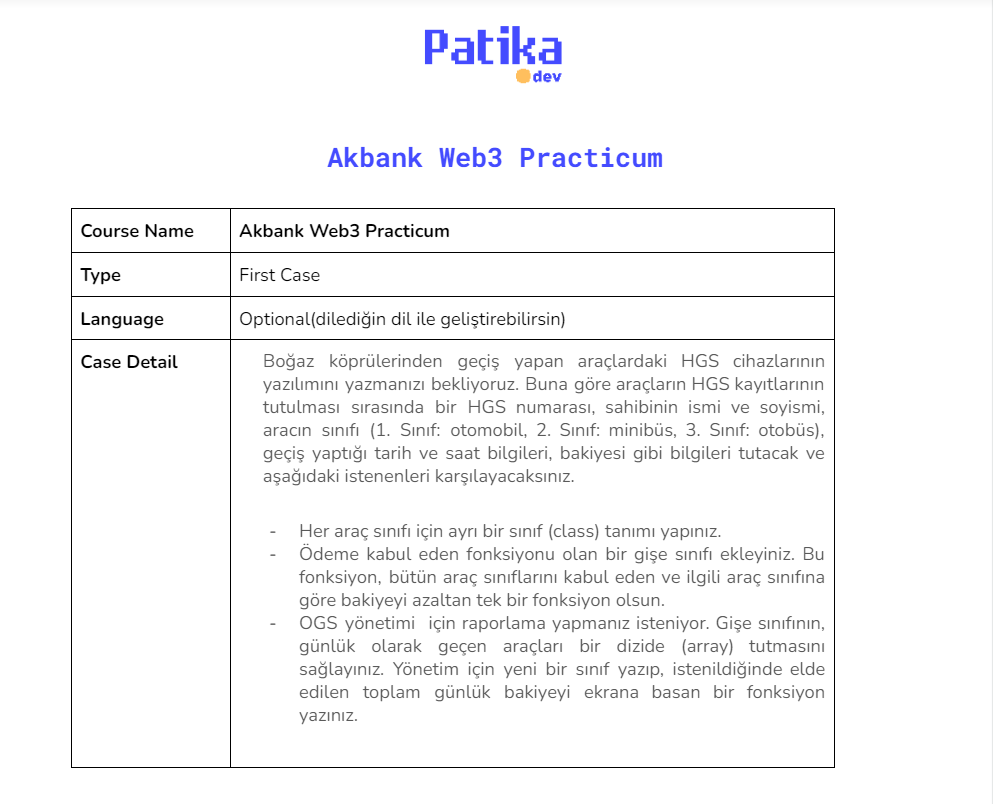 Patika
dev
Akbank Web3 Practicum
Course Name
Akbank Web3 Practicum
Type
First Case
Language
Optional(dilediğin dil ile geliştirebilirsin)
Case Detail
Boğaz köprülerinden geçiş yapan araçlardaki HGS cihazlarının
yazılımını yazmanızı bekliyoruz. Buna göre araçların HGS kayıtlarının
tutulması sırasında bir HGS numarası, sahibinin ismi ve soyismi,
aracın sınıfı (1. Sınıf: otomobil, 2. Sınıf: minibüs, 3. Sınıf: otobüs),
geçiş yaptığı tarih ve saat bilgileri, bakiyesi gibi bilgileri tutacak ve
aşağıdaki istenenleri karşılayacaksınız.
- Her araç sınıfı için ayrı bir sınıf (class) tanımı yapınız.
- Ödeme kabul eden fonksiyonu olan bir gişe sınıfı ekleyiniz. Bu
fonksiyon, bütün araç sınıflarını kabul eden ve ilgili araç sınıfına
göre bakiyeyi azaltan tek bir fonksiyon olsun.
- OGS yönetimi için raporlama yapmanız isteniyor. Gişe sınıfının,
günlük olarak geçen araçları bir dizide (array) tutmasını
sağlayınız. Yönetim için yeni bir sınıf yazıp, istenildiğinde elde
edilen toplam günlük bakiyeyi ekrana basan bir fonksiyon
yazınız.